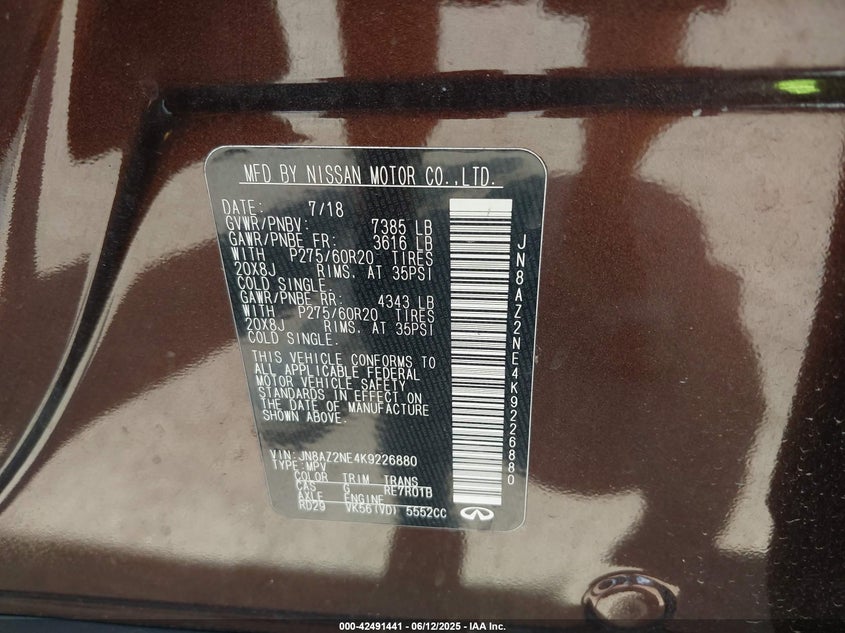 MFD BY NISSAN MOTOR CO.,LTD.
DATE: 7/18
GVWR/PNBV: 7385 LB
GAWR/PNBE FR: 3616 LB
WITH P275/60R20 TIRES
20X8J RIMS. AT 35PSI
COLD SINGLE.
GAWR/PNBE RR: 4343 LB
WITH P275/60R20 TIRES
20X8J RIMS. AT 35PSI
COLD SINGLE.
THIS VEHICLE CONFORMS TO
ALL APPLICABLE FEDERAL
MOTOR VEHICLE SAFETY
STANDARDS IN EFFECT ON
THE DATE OF MANUFACTURE
SHOWN ABOVE.
VIN: JN8AZ2NE4K9226880
TYPE: MPV
COLOR TRIM TRANS
CAS G RE7R01B
AXLE ENGINE
RD29 VK56(VD) 5552CC
JN8AZ2NE4K9226880
000-42491441 - 06/12/2025 - IAA Inc.